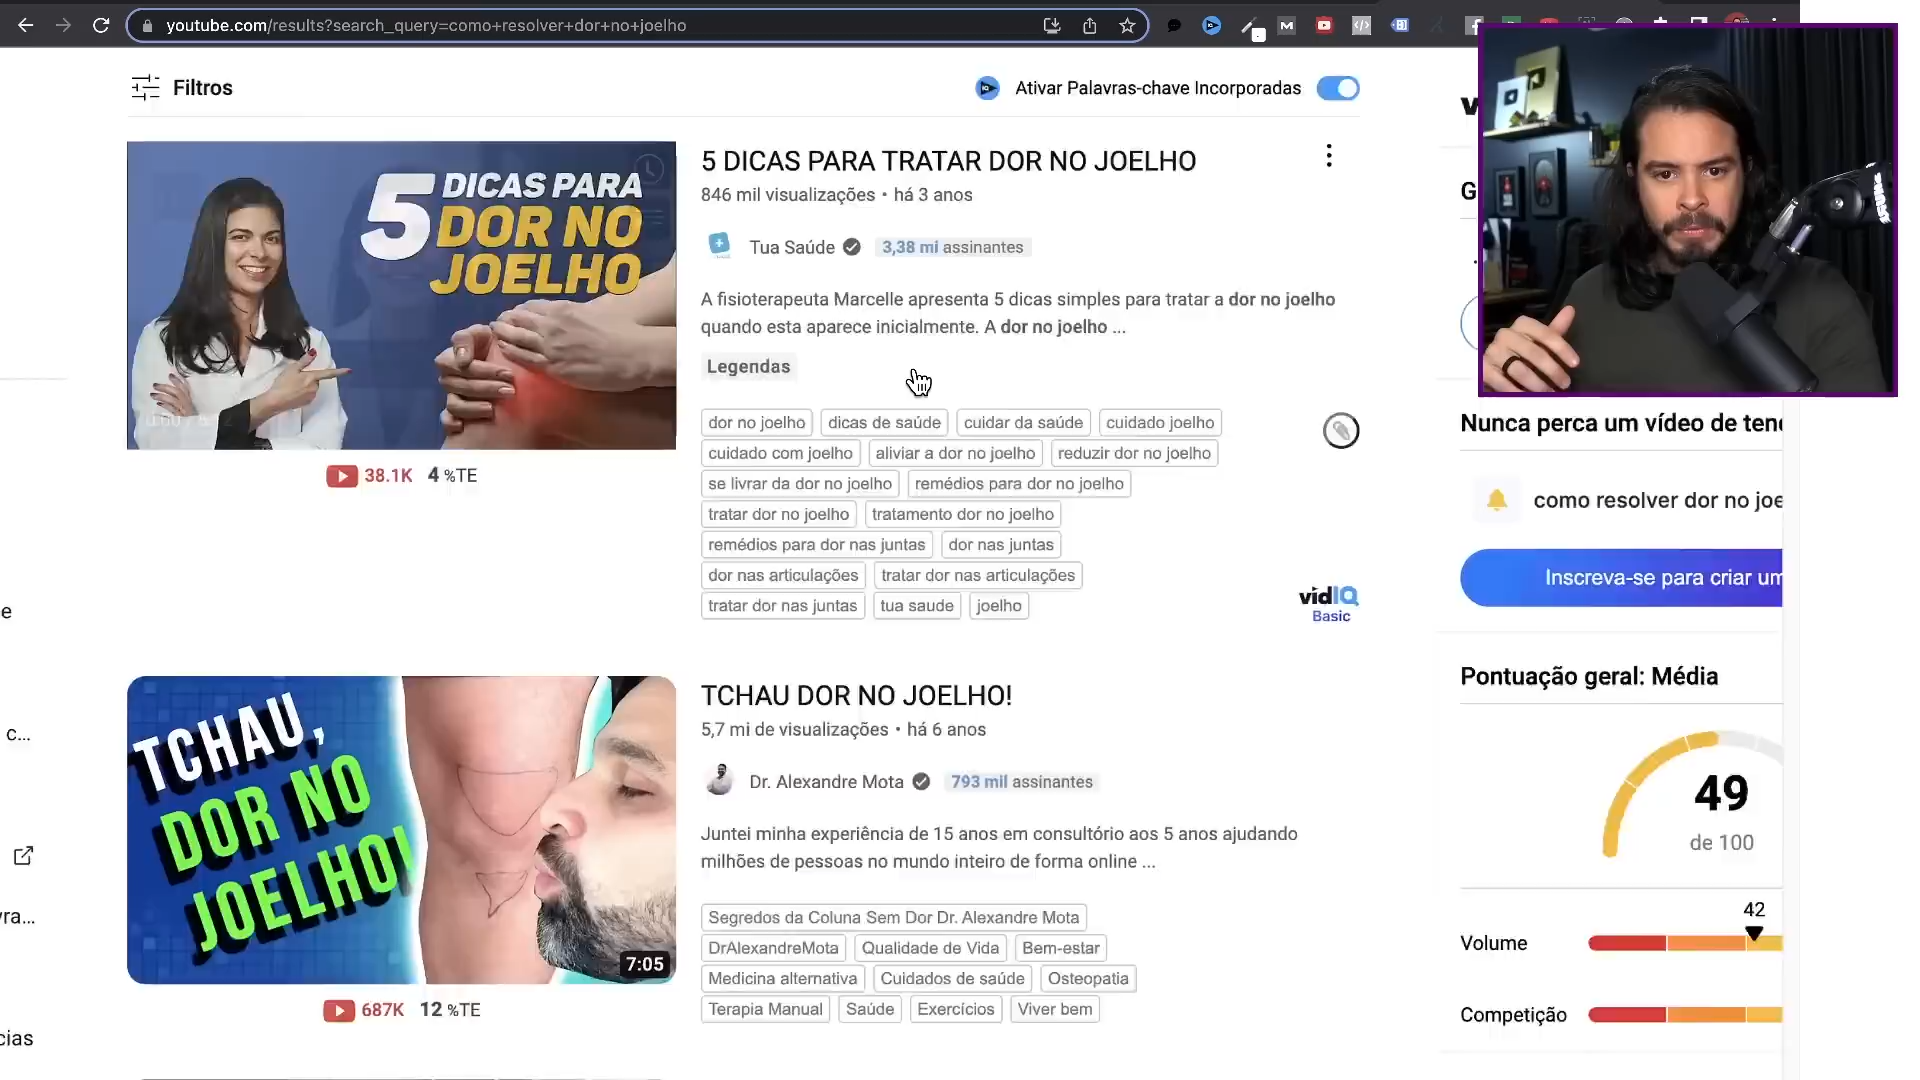 youtube.com/results?search_query=como+resolver+dor+no+joelho
Filtros
Ativar Palavras-chave Incorporadas
5 DICAS PARA
DOR NO
JOELHO
38.1K 4 %TE
5 DICAS PARA TRATAR DOR NO JOELHO
846 mil visualizações • há 3 anos
Tua Saúde 3,38 mi assinantes
A fisioterapeuta Marcelle apresenta 5 dicas simples para tratar a dor no joelho
quando esta aparece inicialmente. A dor no joelho ...
Legendas
dor no joelho dicas de saúde cuidar da saúde cuidado joelho
cuidado com joelho aliviar a dor no joelho reduzir dor no joelho
se livrar da dor no joelho remédios para dor no joelho
tratar dor no joelho tratamento dor no joelho
remédios para dor nas juntas dor nas juntas
dor nas articulações tratar dor nas articulações
tratar dor nas juntas tua saude joelho
vidIQ
Basic
TCHAU,
DOR NO
JOELHO!
7:05
687K 12 %TE
TCHAU DOR NO JOELHO!
5,7 mi de visualizações • há 6 anos
Dr. Alexandre Mota 793 mil assinantes
Juntei minha experiência de 15 anos em consultório aos 5 anos ajudando
milhões de pessoas no mundo inteiro de forma online ...
Segredos da Coluna Sem Dor Dr. Alexandre Mota
DrAlexandreMota Qualidade de Vida Bem-estar
Medicina alternativa Cuidados de saúde Osteopatia
Terapia Manual Saúde Exercícios Viver bem
Nunca perca um vídeo de tend
como resolver dor no joe
Inscreva-se para criar um
Pontuação geral: Média
49
de 100
42
Volume
Competição
e
c...
vra...
cias